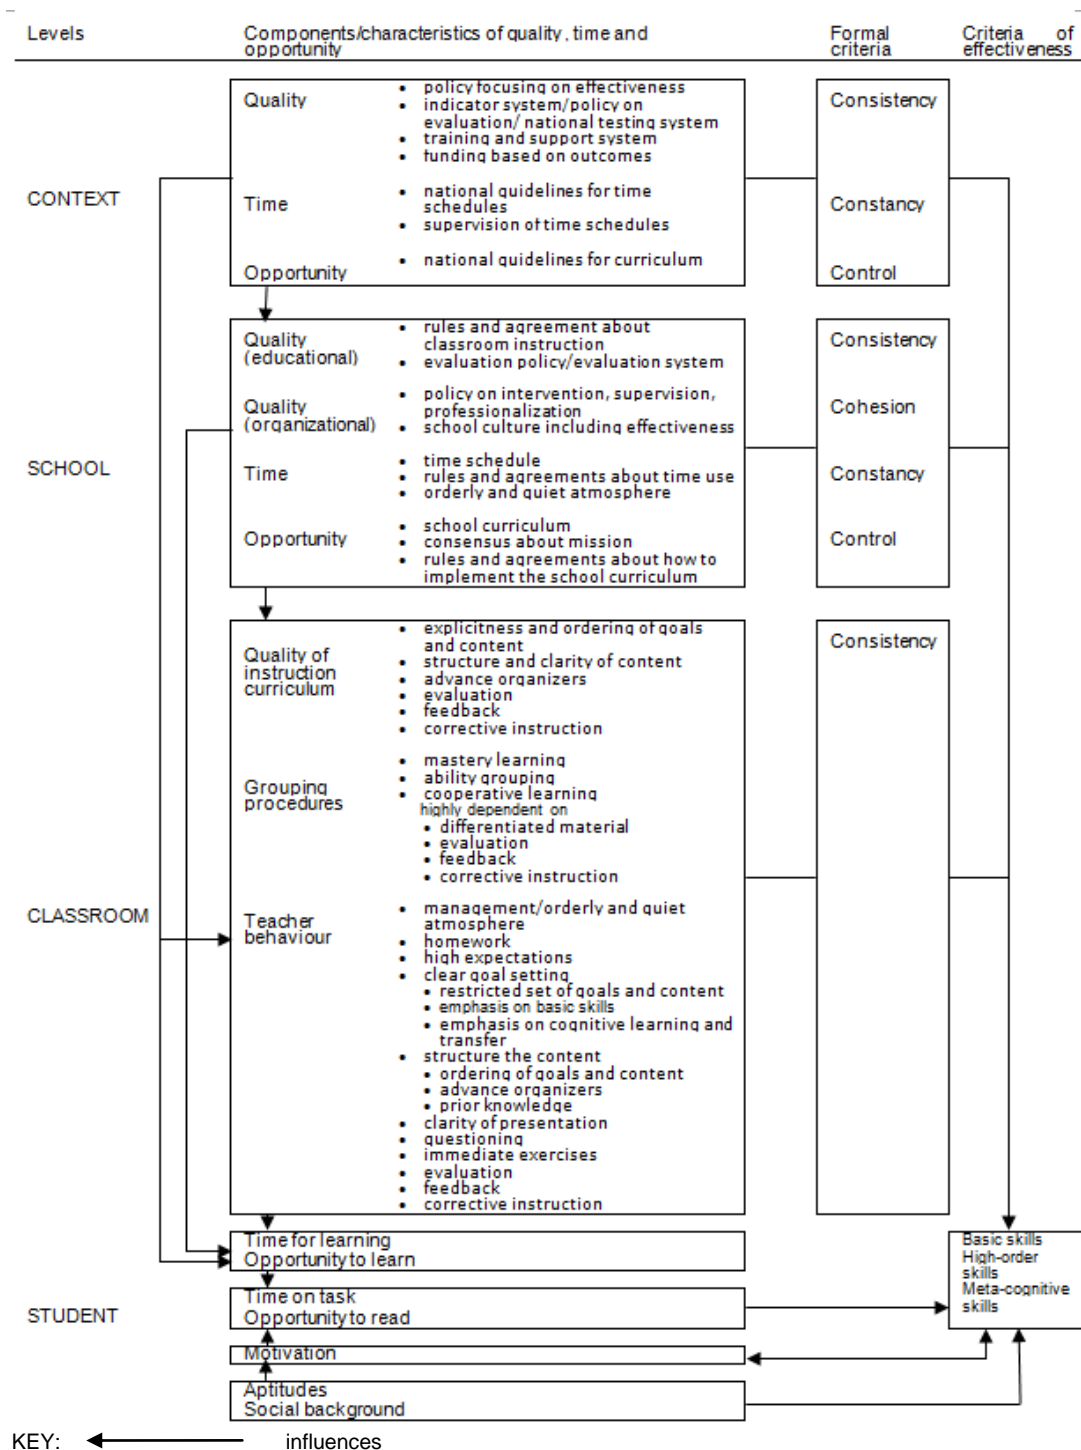 Levels
Components/characteristics of quality, time and
opportunity
Formal
criteria
Criteria of
effectiveness
CONTEXT
Quality
• policy focusing on effectiveness
• indicator system/policy on
evaluation/ national testing system
• training and support system
• funding based on outcomes
Consistency
Time
• national guidelines for time
schedules
• supervision of time schedules
Constancy
Opportunity
• national guidelines for curriculum
Control
SCHOOL
Quality
(educational)
• rules and agreement about
classroom instruction
• evaluation policy/evaluation system
Consistency
Quality
(organizational)
• policy on intervention, supervision,
professionalization
• school culture including effectiveness
Cohesion
Time
• time schedule
• rules and agreements about time use
• orderly and quiet atmosphere
Constancy
Opportunity
• school curriculum
• consensus about mission
• rules and agreements about how to
implement the school curriculum
Control
CLASSROOM
Quality of
instruction
curriculum
• explicitness and ordering of goals
and content
• structure and clarity of content
• advance organizers
• evaluation
• feedback
• corrective instruction
Consistency
Grouping
procedures
• mastery learning
• ability grouping
• cooperative learning
highly dependent on
• differentiated material
• evaluation
• feedback
• corrective instruction
Teacher
behaviour
• management/orderly and quiet
atmosphere
• homework
• high expectations
• clear goal setting
• restricted set of goals and content
• emphasis on basic skills
• emphasis on cognitive learning and
transfer
• structure the content
• ordering of goals and content
• advance organizers
• prior knowledge
• clarity of presentation
• questioning
• immediate exercises
• evaluation
• feedback
• corrective instruction
STUDENT
Time for learning
Opportunity to learn
Time on task
Opportunity to read
Motivation
Aptitudes
Social background
Basic skills
High-order
skills
Meta-cognitive
skills
KEY:
influences